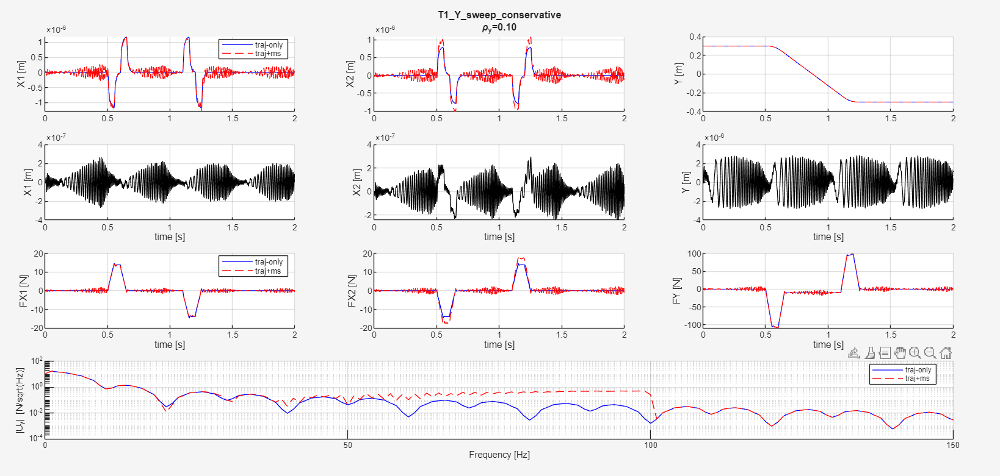 T1_Y_sweep_conservative
ρy=0.10
×10-6
1
0.5
0
-0.5
-1
X1 [m]
0 0.5 1 1.5 2
traj-only
traj+ms
×10-6
1
0.5
0
-0.5
-1
X2 [m]
0 0.5 1 1.5 2
0.4
0.2
0
-0.2
-0.4
Y [m]
0 0.5 1 1.5 2
×10-7
4
2
0
-2
-4
X1 [m]
0 0.5 1 1.5 2
time [s]
×10-7
4
2
0
-2
X2 [m]
0 0.5 1 1.5 2
time [s]
×10-6
4
2
0
-2
-4
Y [m]
0 0.5 1 1.5 2
time [s]
20
10
0
-10
-20
FX1 [N]
0 0.5 1 1.5 2
time [s]
traj-only
traj+ms
20
10
0
-10
-20
FX2 [N]
0 0.5 1 1.5 2
time [s]
100
50
0
-50
-100
FY [N]
0 0.5 1 1.5 2
time [s]
102
100
10-2
10-4
|Uy| [N/sqrt(Hz)]
0 50 100 150
Frequency [Hz]
traj-only
traj+ms